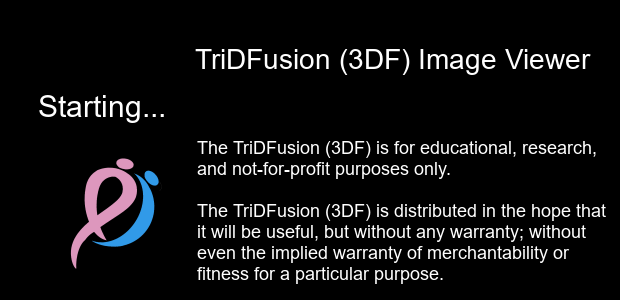 TriDFusion (3DF) Image Viewer
Starting...
The TriDFusion (3DF) is for educational, research,
and not-for-profit purposes only.
The TriDFusion (3DF) is distributed in the hope that
it will be useful, but without any warranty; without
even the implied warranty of merchantability or
fitness for a particular purpose.